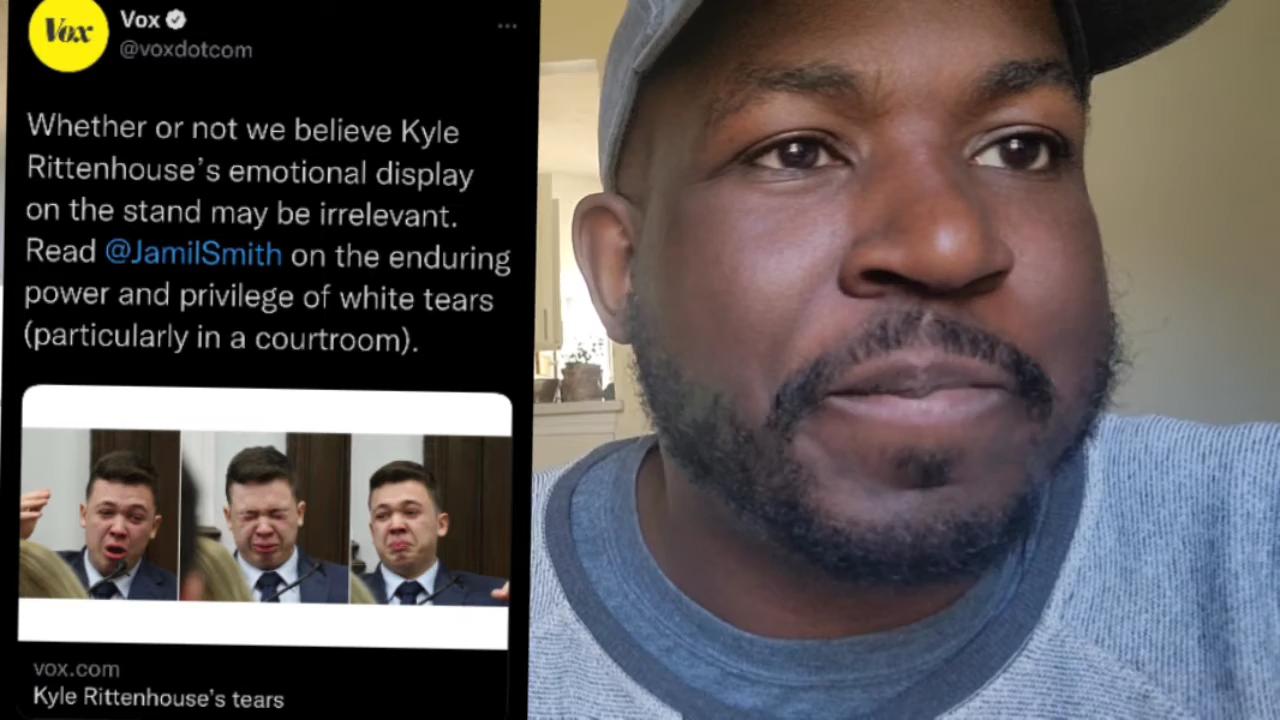 Vox
Vox
@voxdotcom
Whether or not we believe Kyle
Rittenhouse's emotional display
on the stand may be irrelevant.
Read @JamilSmith on the enduring
power and privilege of white tears
(particularly in a courtroom).
vox.com
Kyle Rittenhouse's tears